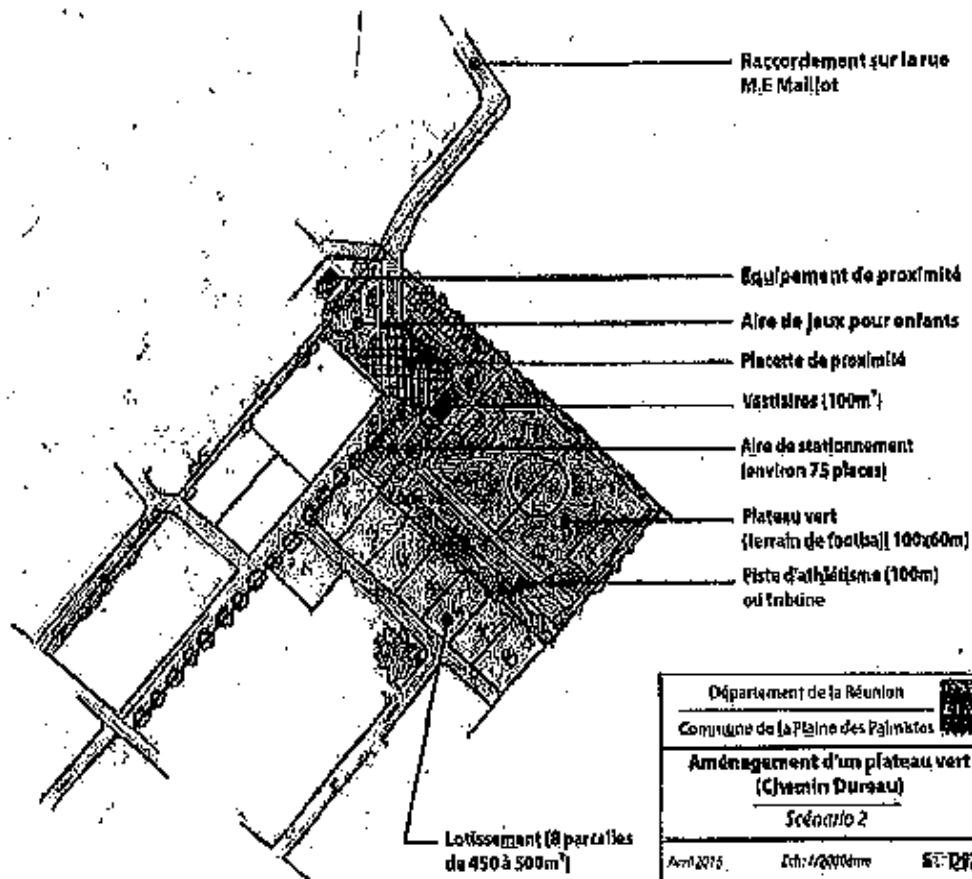 Raccordement sur la rue
M.E Maillot
Equipement de proximité
Aire de jeux pour enfants
Placette de proximité
Vestiaires (100m²)
Aire de stationnement
(environ 75 places)
Plateau vert
(terrain de football 100x60m)
Piste d'athlétisme (100m)
ou tribune
Lotissement (8 parcelles
de 450 à 500m²)
Département de la Réunion
Commune de la Plaine des Palmistes
Aménagement d'un plateau vert
(Chemin Dureau)
Scénario 2
Avril 2015